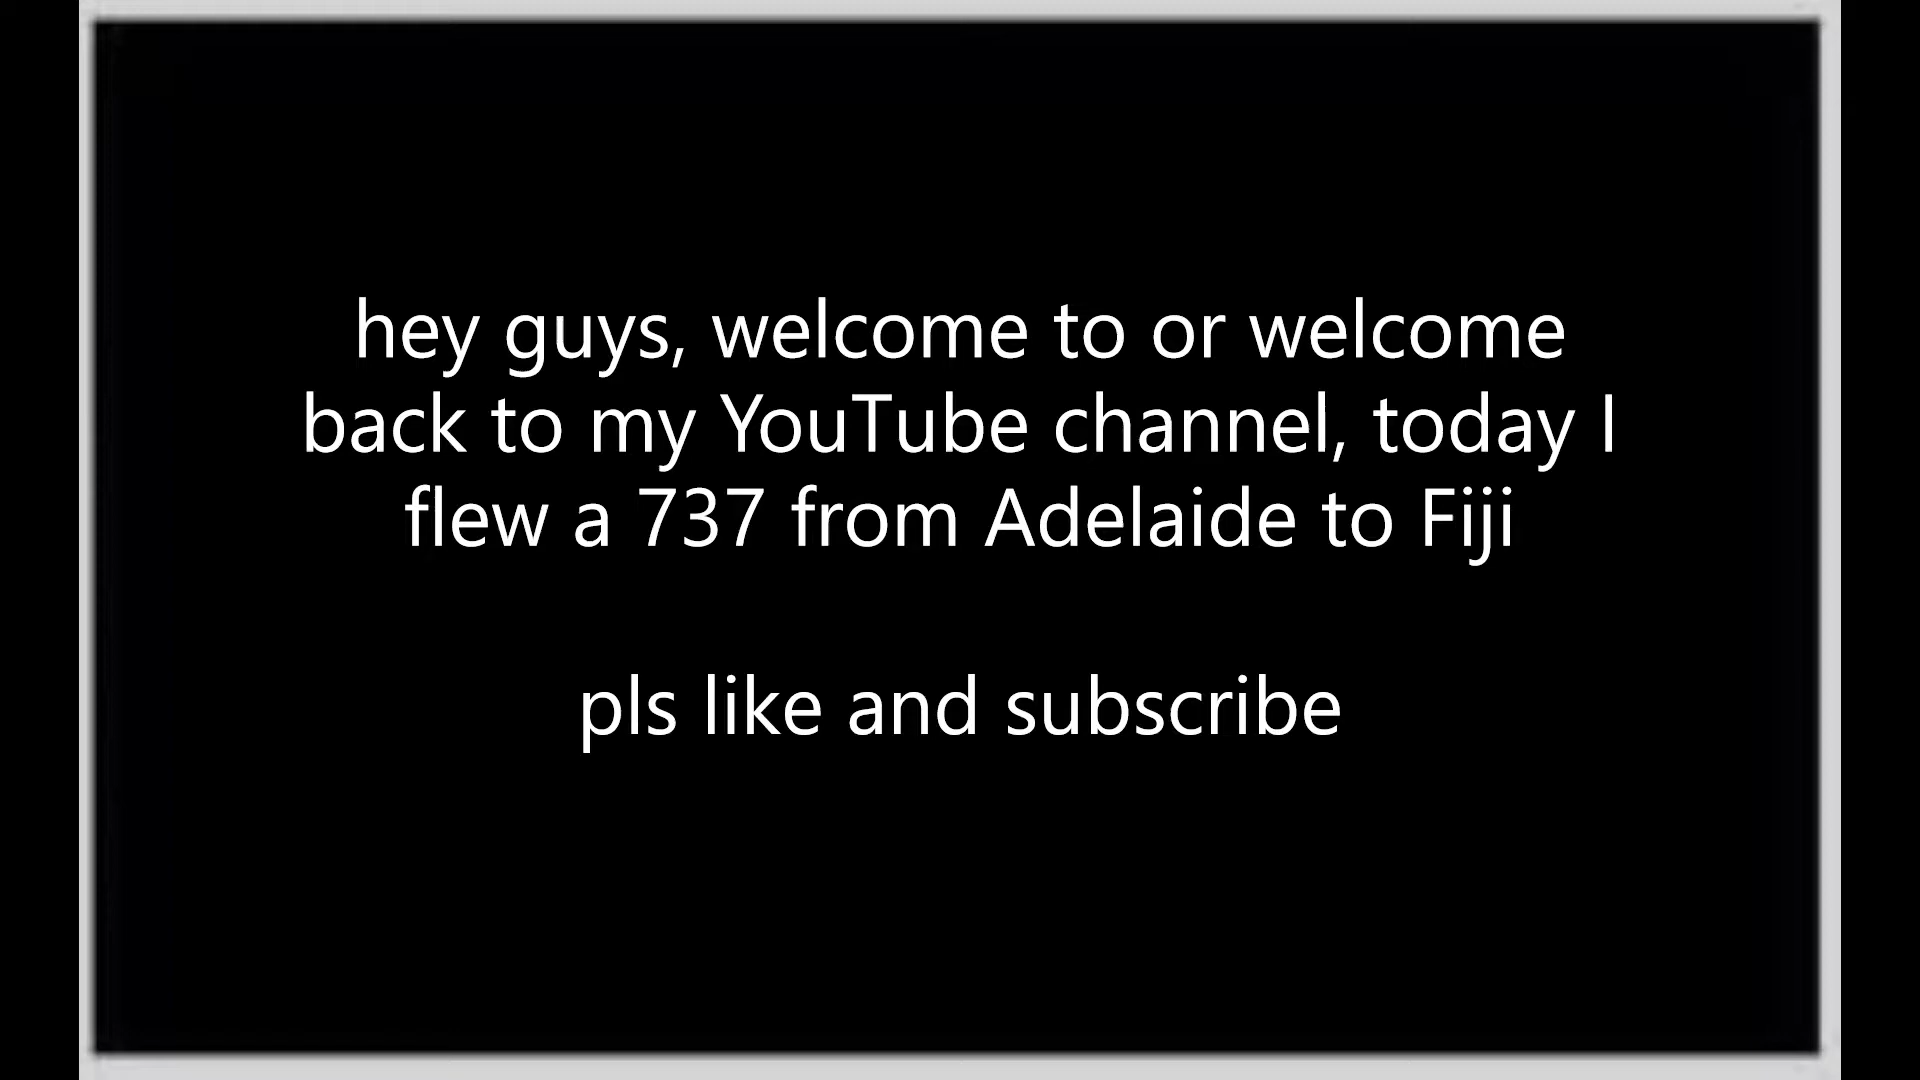 hey guys, welcome to or welcome
back to my YouTube channel, today I
flew a 737 from Adelaide to Fiji
pls like and subscribe